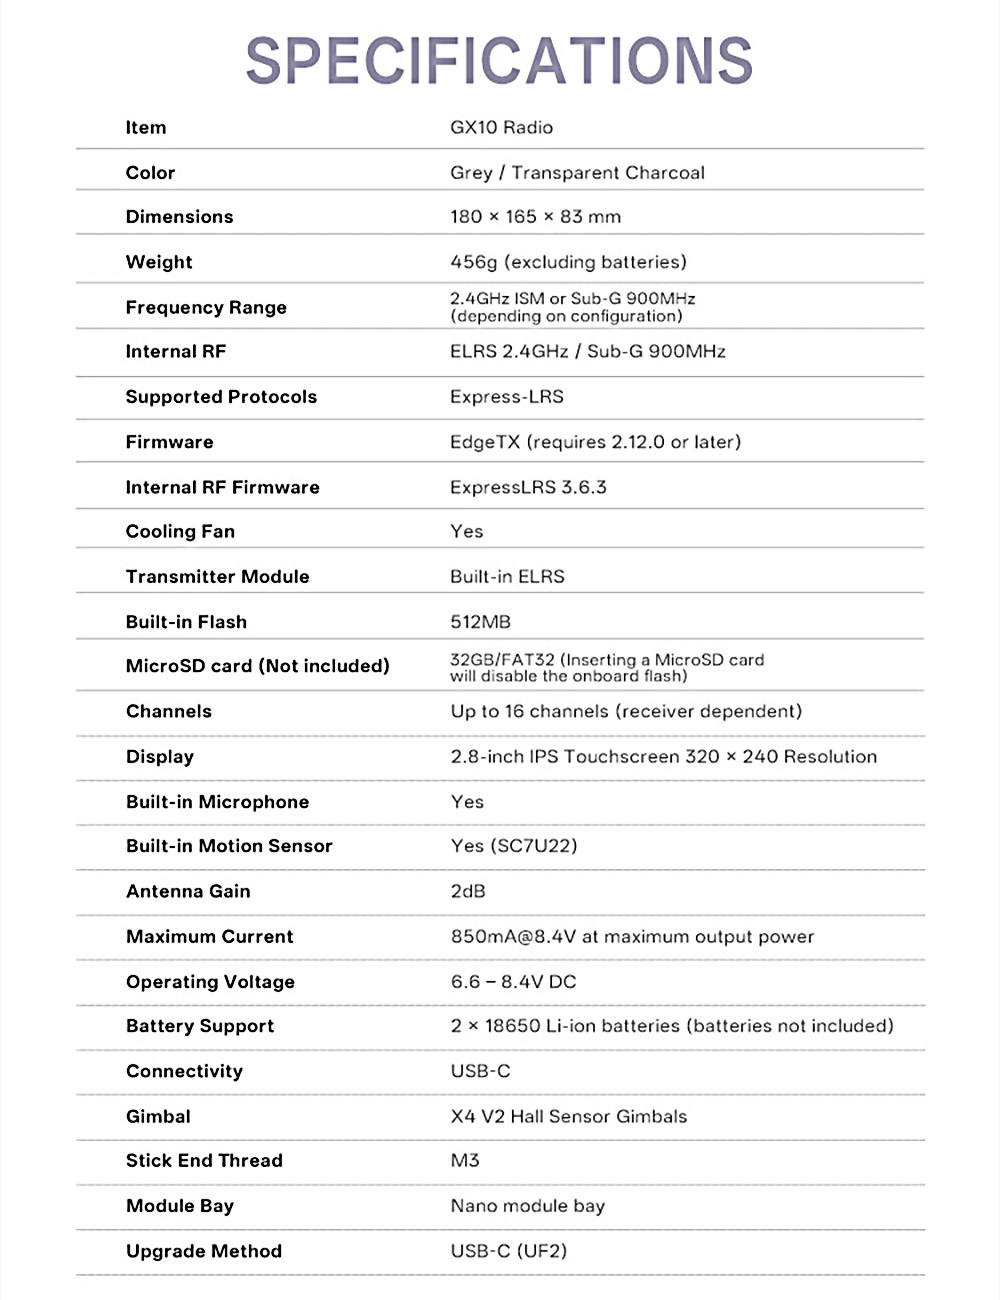 SPECIFICATIONS
Item GX10 Radio
Color Grey / Transparent Charcoal
Dimensions 180 × 165 × 83 mm
Weight 456g (excluding batteries)
Frequency Range 2.4GHz ISM or Sub-G 900MHz
(depending on configuration)
Internal RF ELRS 2.4GHz / Sub-G 900MHz
Supported Protocols Express-LRS
Firmware EdgeTX (requires 2.12.0 or later)
Internal RF Firmware ExpressLRS 3.6.3
Cooling Fan Yes
Transmitter Module Built-in ELRS
Built-in Flash 512MB
MicroSD card (Not included) 32GB/FAT32 (Inserting a MicroSD card
will disable the onboard flash)
Channels Up to 16 channels (receiver dependent)
Display 2.8-inch IPS Touchscreen 320 × 240 Resolution
Built-in Microphone Yes
Built-in Motion Sensor Yes (SC7U22)
Antenna Gain 2dB
Maximum Current 850mA@8.4V at maximum output power
Operating Voltage 6.6 – 8.4V DC
Battery Support 2 × 18650 Li-ion batteries (batteries not included)
Connectivity USB-C
Gimbal X4 V2 Hall Sensor Gimbals
Stick End Thread M3
Module Bay Nano module bay
Upgrade Method USB-C (UF2)